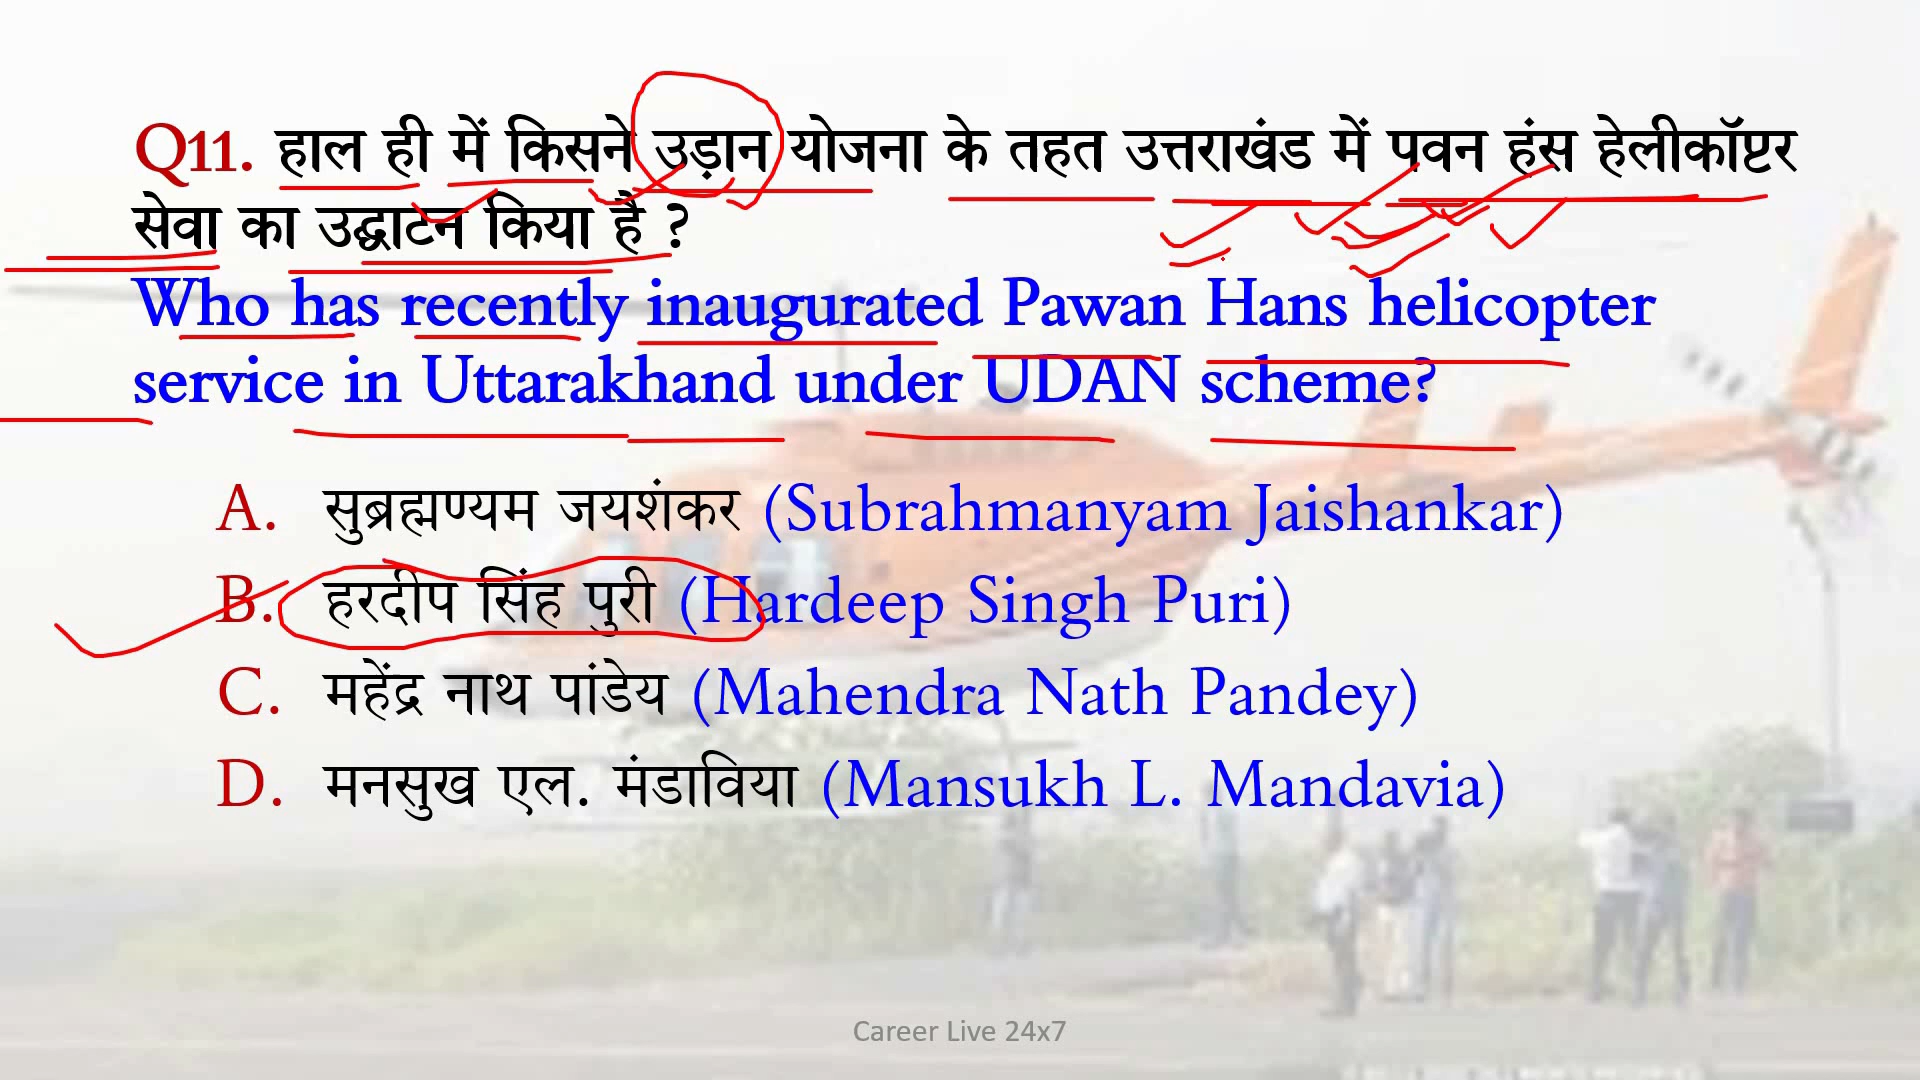 Q11. हाल ही में किसने उड़ान योजना के तहत उत्तराखंड में पवन हंस हेलीकॉप्टर
सेवा का उद्घाटन किया है ?
Who has recently inaugurated Pawan Hans helicopter
service in Uttarakhand under UDAN scheme?
A. सुब्रह्मण्यम जयशंकर (Subrahmanyam Jaishankar)
B. हरदीप सिंह पुरी (Hardeep Singh Puri)
C. महेंद्र नाथ पांडेय (Mahendra Nath Pandey)
D. मनसुख एल. मंडाविया (Mansukh L. Mandavia)
Career Live 24x7